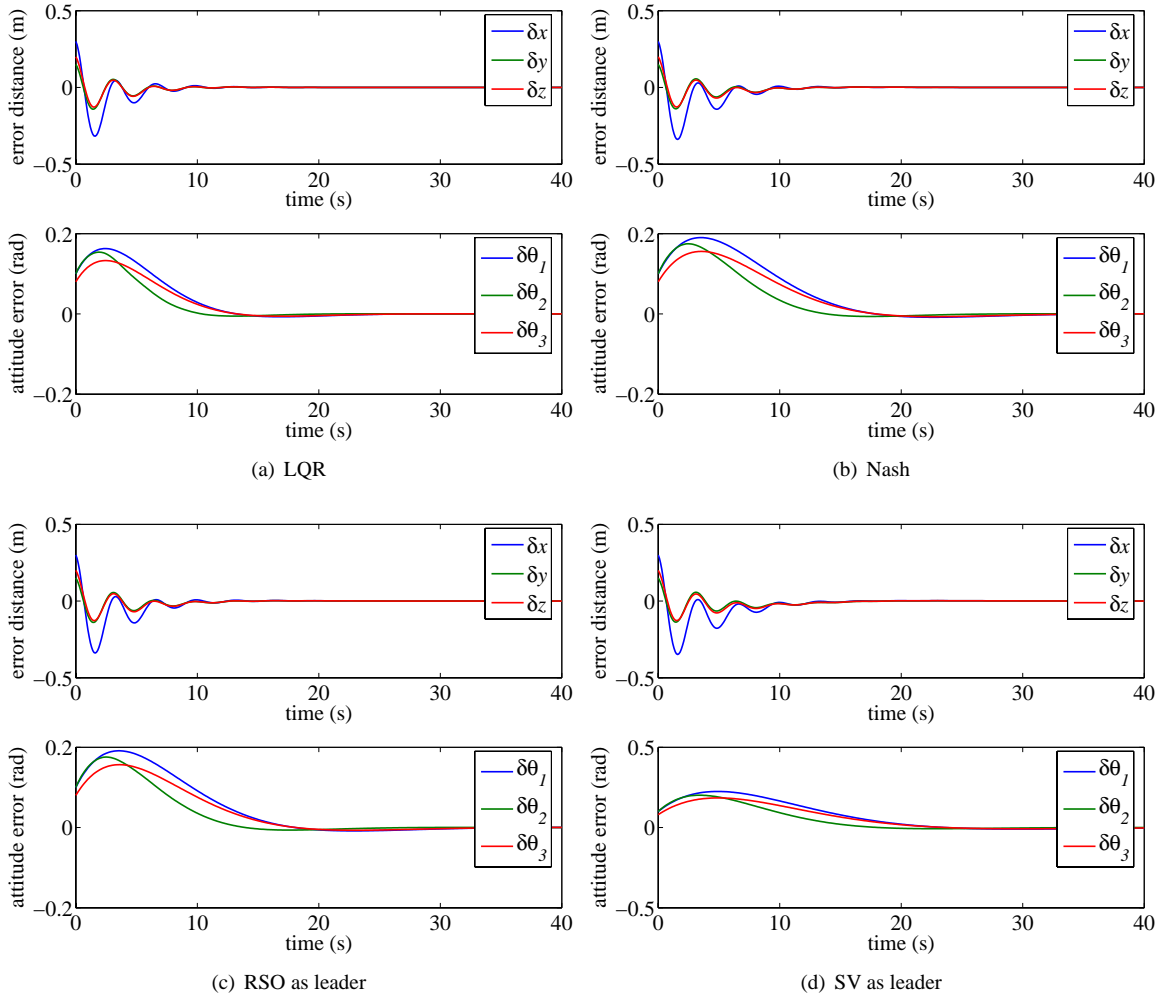 0.5
0
−0.5
error distance (m)
0 10 20 30 40
time (s)
δx
δy
δz
0.2
0
−0.2
attitude error (rad)
0 10 20 30 40
time (s)
δθ1
δθ2
δθ3
(a) LQR
0.5
0
−0.5
error distance (m)
0 10 20 30 40
time (s)
δx
δy
δz
0.2
0
−0.2
attitude error (rad)
0 10 20 30 40
time (s)
δθ1
δθ2
δθ3
(b) Nash
0.5
0
−0.5
error distance (m)
0 10 20 30 40
time (s)
δx
δy
δz
0.2
0
−0.2
attitude error (rad)
0 10 20 30 40
time (s)
δθ1
δθ2
δθ3
(c) RSO as leader
0.5
0
−0.5
error distance (m)
0 10 20 30 40
time (s)
δx
δy
δz
0.5
0
−0.5
attitude error (rad)
0 10 20 30 40
time (s)
δθ1
δθ2
δθ3
(d) SV as leader